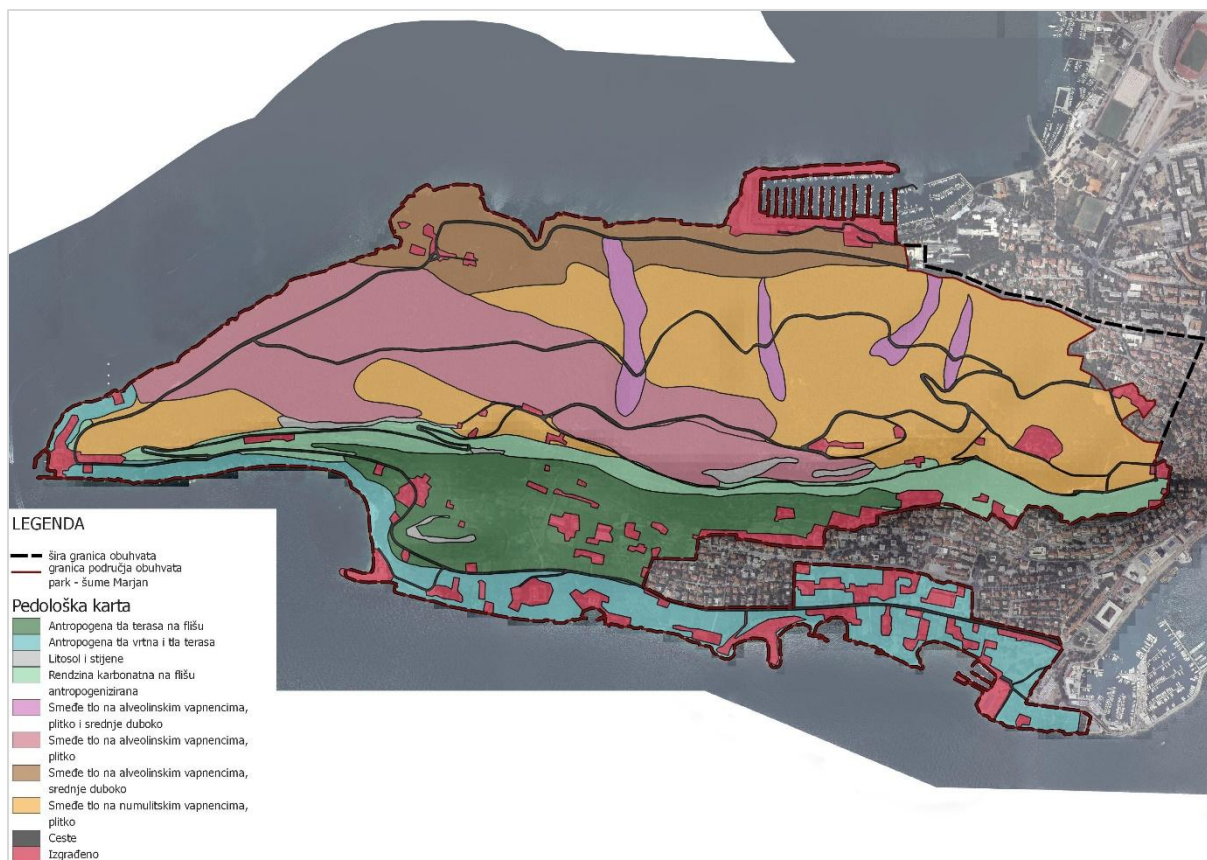 LEGENDA
šira granica obuhvata
granica područja obuhvata
park - šume Marjan
Pedološka karta
Antropogena tla terasa na flišu
Antropogena tla vrtna i tla terasa
Litosol i stijene
Rendzina karbonatna na flišu
antropogenizirana
Smeđe tlo na alveolinskim vapnencima,
plitko i srednje duboko
Smeđe tlo na alveolinskim vapnencima,
plitko
Smeđe tlo na alveolinskim vapnencima,
srednje duboko
Smeđe tlo na numulitskim vapnencima,
plitko
Ceste
Izgrađeno